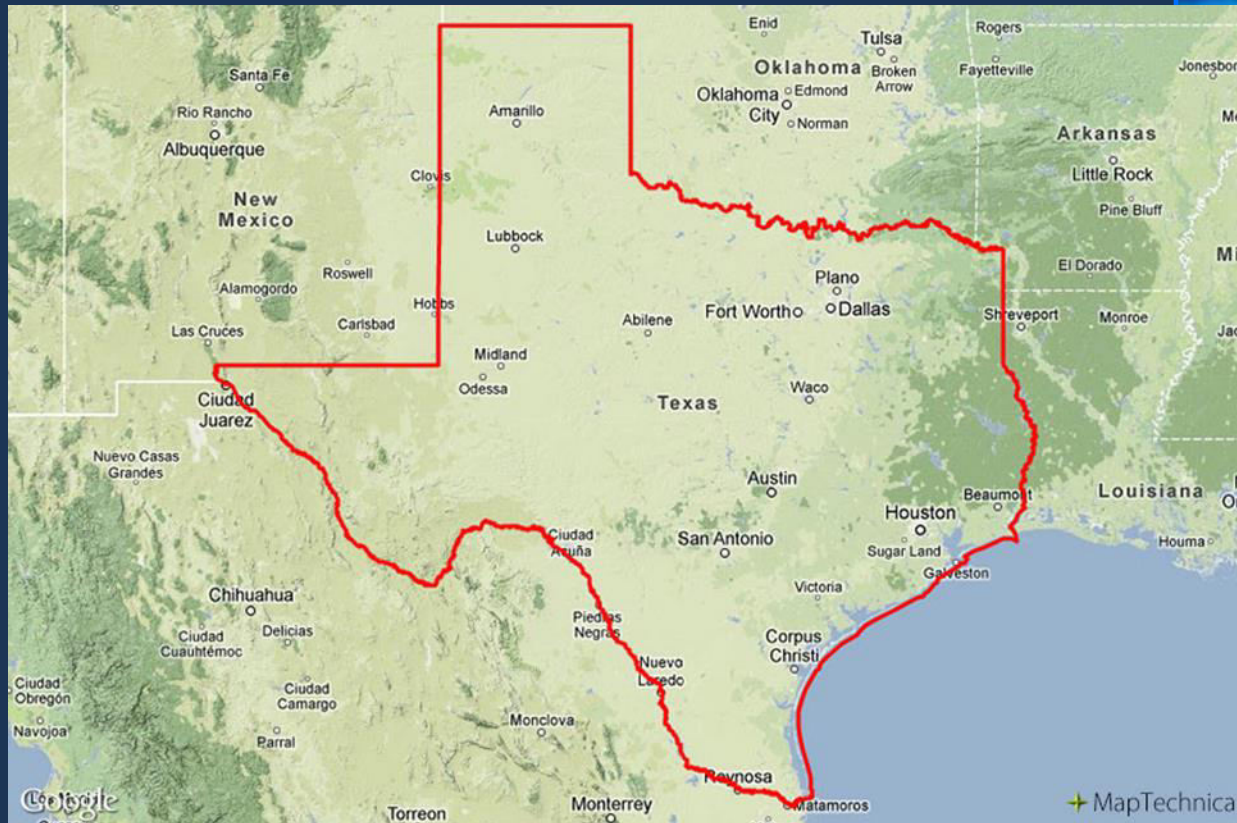 Enid
Tulsa
Rogers
Santa Fe
Oklahoma
Broken
Arrow
Fayetteville
Jonesbor
Edmond
Oklahoma
City
Norman
Rio Rancho
Albuquerque
Amarillo
Arkansas
Little Rock
Clovis
New
Mexico
Pine Bluff
Lubbock
Roswell
Alamogordo
Hobbs
Carlsbad
Las Cruces
Plano
Dallas
Fort Worth
Abilene
El Dorado
Mi
Shreveport
Monroe
Jac
Midland
Odessa
Ciudad
Juarez
Texas
Waco
Nuevo Casas
Grandes
Austin
Beaumont
Louisiana
Houston
San Antonio
Sugar Land
Galveston
Houma
Ciudad
Acuña
Victoria
Chihuahua
Ciudad
Cuauhtémoc
Delicias
Piedras
Negras
Corpus
Christi
Nuevo
Laredo
Ciudad
Obregón
Navojoa
Ciudad
Camargo
Parral
Monclova
Reynosa
Matamoros
Google
Torreon
Monterrey
MapTechnica